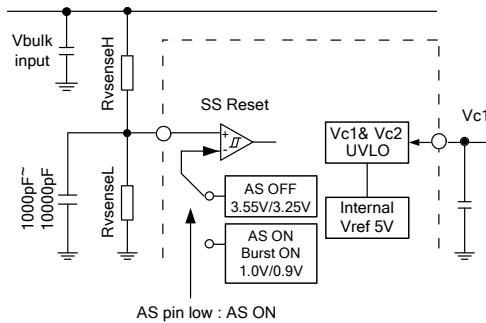 Vbulk
input
RvsenseH
SS Reset
Vc1
+
-
Vc1& Vc2
UVLO
1000pF~
10000pF
RvsenseL
AS OFF
3.55V/3.25V
Internal
Vref 5V
AS ON
Burst ON
1.0V/0.9V
AS pin low : AS ON